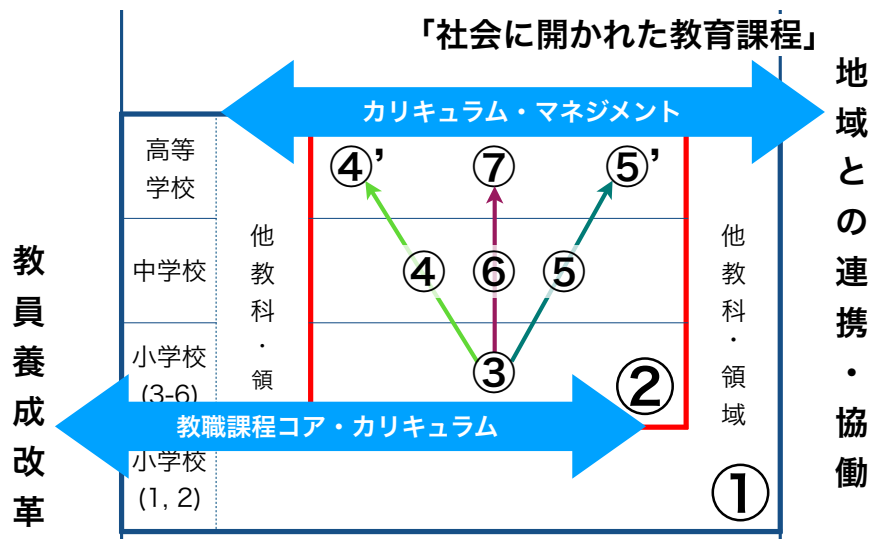 「社会に開かれた教育課程」
カリキュラム・マネジメント
地域との連携・協働
高等
学校
④’
⑦
⑤’
他教科・領
他教科・領域
中学校
④
⑥
⑤
教員養成改革
小学校
(3-6)
③
②
教職課程コア・カリキュラム
小学校
(1, 2)
①